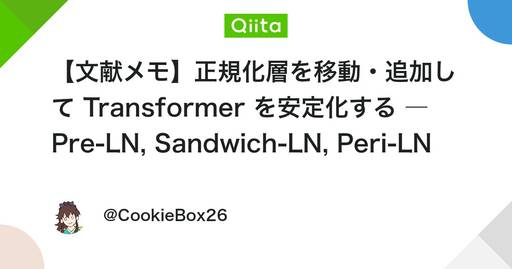 Qiita
【文献メモ】正規化層を移動・追加し
て Transformer を安定化する ―
Pre-LN, Sandwich-LN, Peri-LN
@CookieBox26